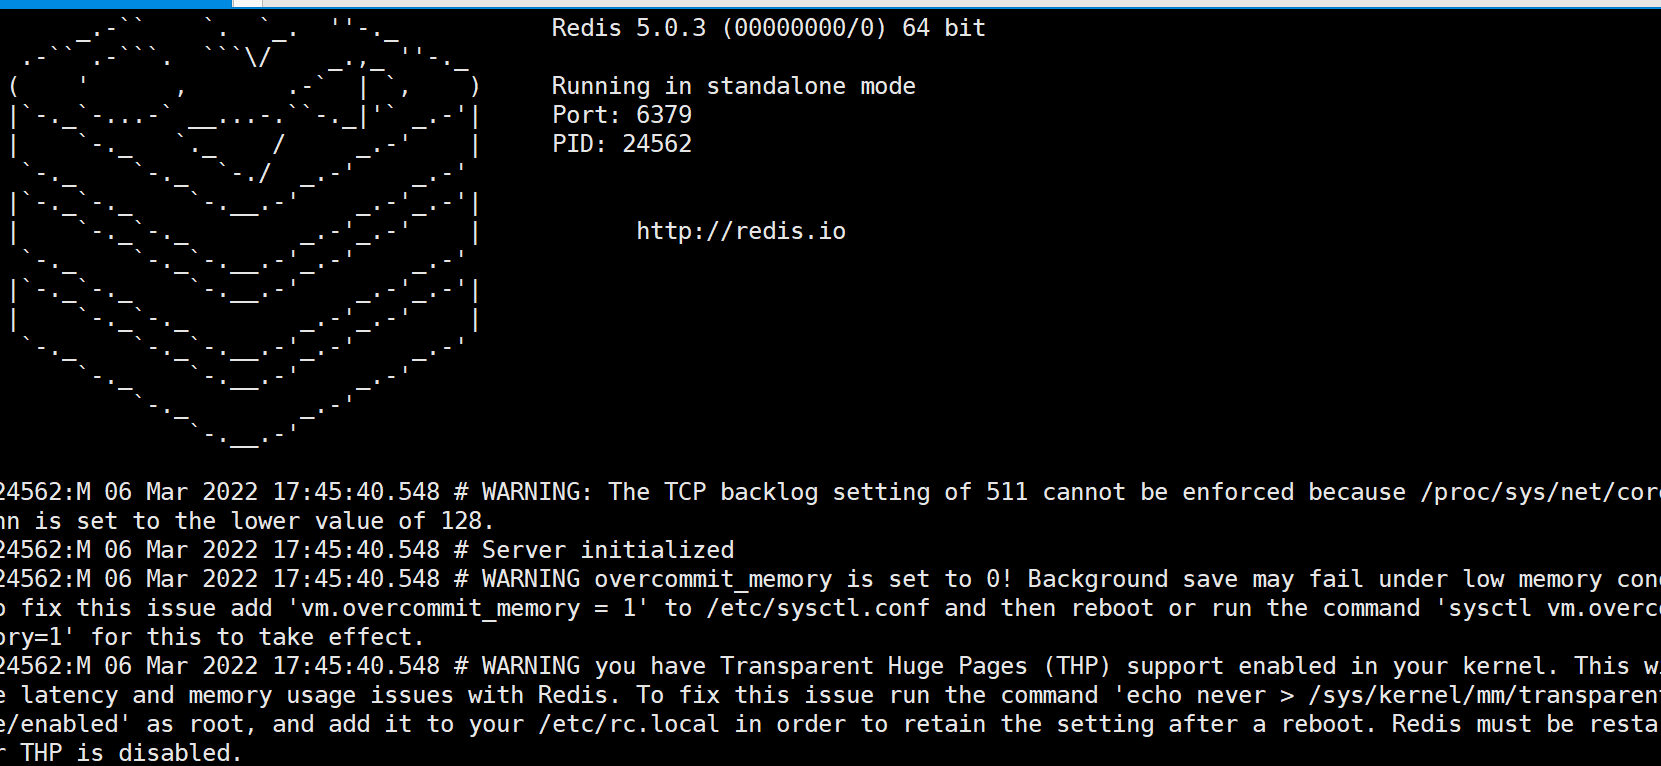 Redis 5.0.3 (00000000/0) 64 bit
Running in standalone mode
Port: 6379
PID: 24562
http://redis.io
24562:M 06 Mar 2022 17:45:40.548 # WARNING: The TCP backlog setting of 511 cannot be enforced because /proc/sys/net/cor
is set to the lower value of 128.
24562:M 06 Mar 2022 17:45:40.548 # Server initialized
24562:M 06 Mar 2022 17:45:40.548 # WARNING overcommit_memory is set to 0! Background save may fail under low memory con
fix this issue add 'vm.overcommit_memory = 1' to /etc/sysctl.conf and then reboot or run the command 'sysctl vm.overc
ory=1' for this to take effect.
24562:M 06 Mar 2022 17:45:40.548 # WARNING you have Transparent Huge Pages (THP) support enabled in your kernel. This w
e latency and memory usage issues with Redis. To fix this issue run the command 'echo never > /sys/kernel/mm/transparent
e/enabled' as root, and add it to your /etc/rc.local in order to retain the setting after a reboot. Redis must be resta
r THP is disabled.